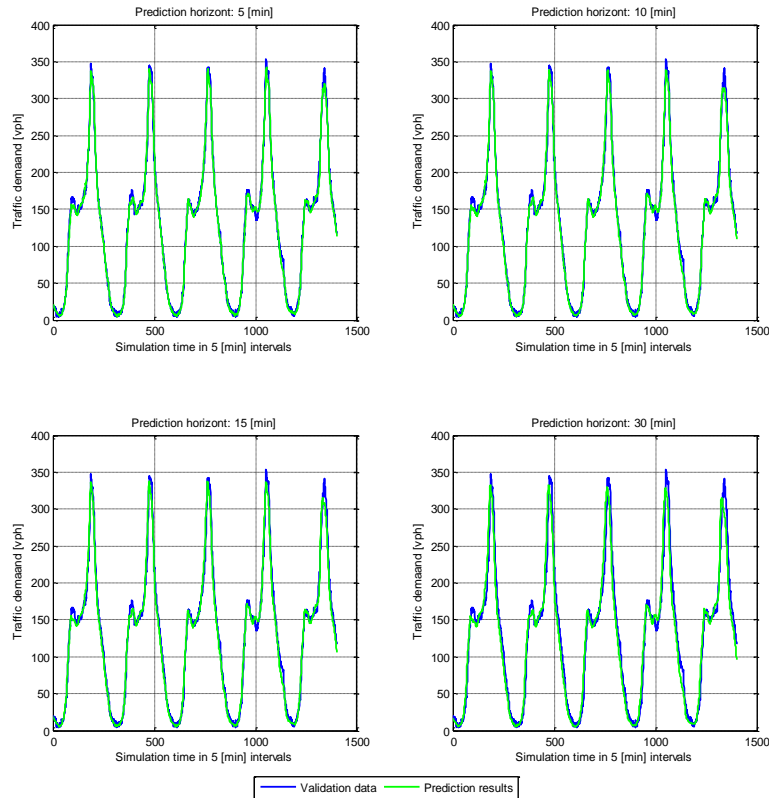 Prediction horizont: 5 [min]
400
350
300
250
200
150
100
50
0
Traffic demaand [vph]
0 500 1000 1500
Simulation time in 5 [min] intervals
Prediction horizont: 10 [min]
400
350
300
250
200
150
100
50
0
Traffic demaand [vph]
0 500 1000 1500
Simulation time in 5 [min] intervals
Prediction horizont: 15 [min]
400
350
300
250
200
150
100
50
0
Traffic demaand [vph]
0 500 1000 1500
Simulation time in 5 [min] intervals
Prediction horizont: 30 [min]
400
350
300
250
200
150
100
50
0
Traffic demaand [vph]
0 500 1000 1500
Simulation time in 5 [min] intervals
Validation data Prediction results